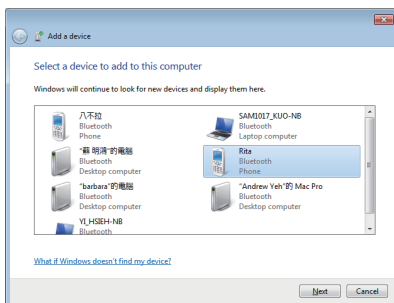 Add a device
Select a device to add to this computer
Windows will continue to look for new devices and display them here.
八不拉
Bluetooth
Phone
SAM1017_KUO-NB
Bluetooth
Laptop computer
"蘇 明鴻"的電腦
Bluetooth
Desktop computer
Rita
Bluetooth
Phone
"barbara"的電腦
Bluetooth
Desktop computer
"Andrew Yeh"的 Mac Pro
Bluetooth
Desktop computer
YI_HSIEH-NB
Bluetooth
What if Windows doesn't find my device?
Next
Cancel